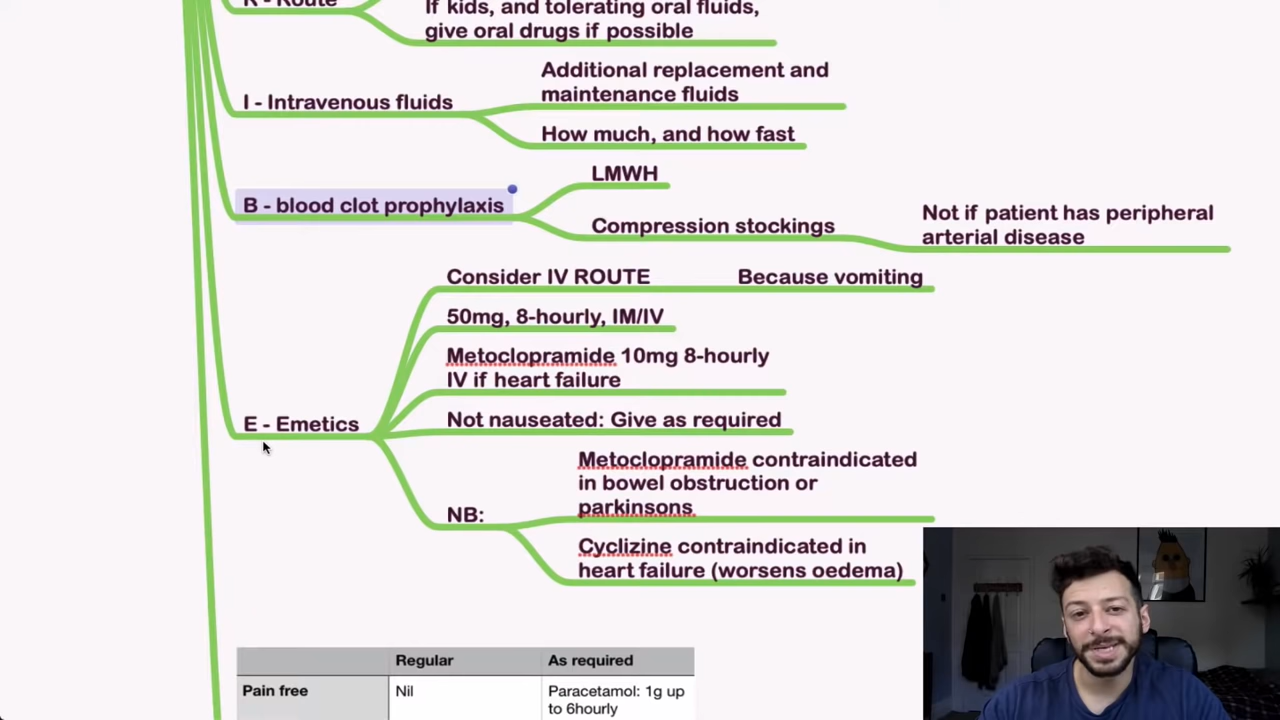 R - Route
If kids, and tolerating oral fluids,
give oral drugs if possible
I - Intravenous fluids
Additional replacement and
maintenance fluids
How much, and how fast
B - blood clot prophylaxis
LMWH
Compression stockings
Not if patient has peripheral
arterial disease
E - Emetics
Consider IV ROUTE
Because vomiting
50mg, 8-hourly, IM/IV
Metoclopramide 10mg 8-hourly
IV if heart failure
Not nauseated: Give as required
NB:
Metoclopramide contraindicated
in bowel obstruction or
parkinsons
Cyclizine contraindicated in
heart failure (worsens oedema)
Regular
As required
Pain free
Nil
Paracetamol: 1g up
to 6hourly